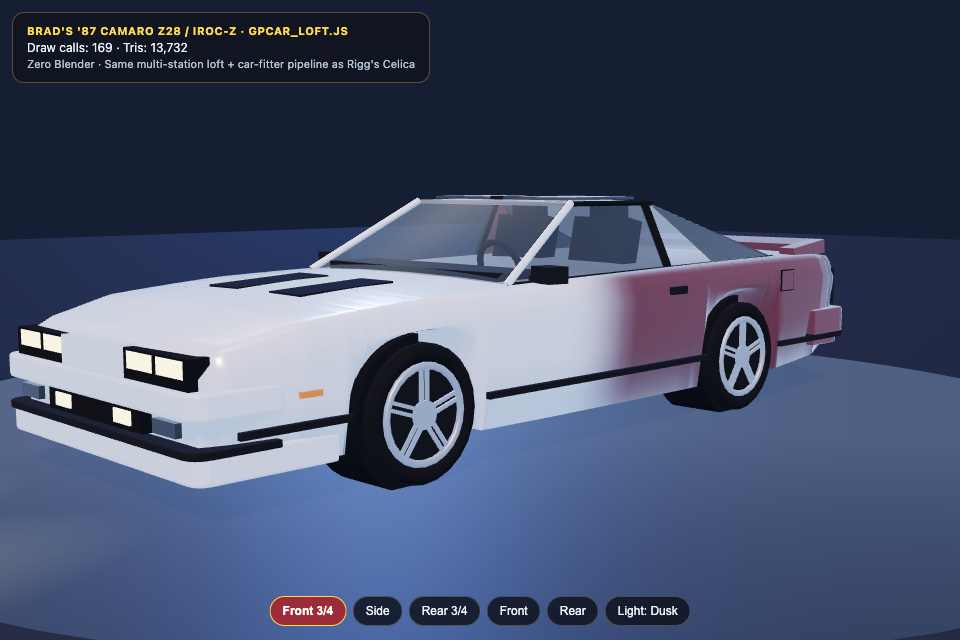 BRAD'S '87 CAMARO Z28 / IROC-Z · GPCAR_LOFT.JS
Draw calls: 169 · Tris: 13,732
Zero Blender · Same multi-station loft + car-fitter pipeline as Rigg's Celica
Front 3/4 Side Rear 3/4 Front Rear Light: Dusk